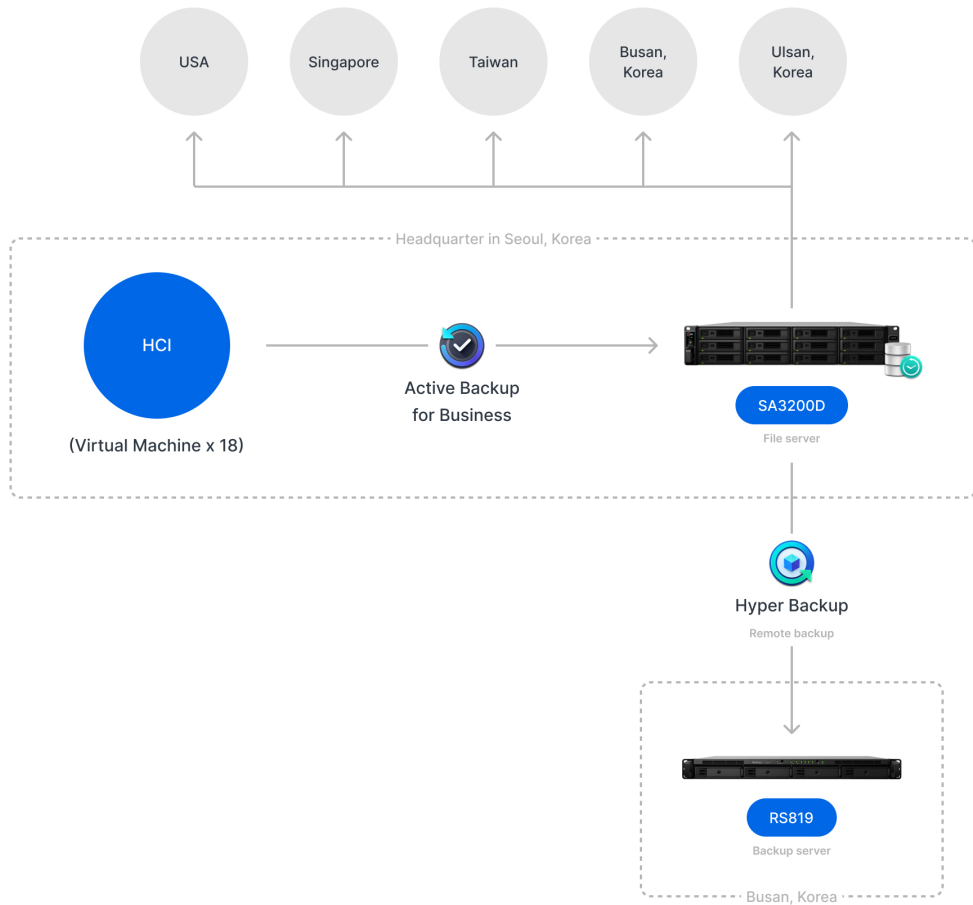 USA
Singapore
Taiwan
Busan,
Korea
Ulsan,
Korea
Headquarter in Seoul, Korea
HCI
(Virtual Machine x 18)
Active Backup
for Business
SA3200D
File server
Hyper Backup
Remote backup
RS819
Backup server
Busan, Korea